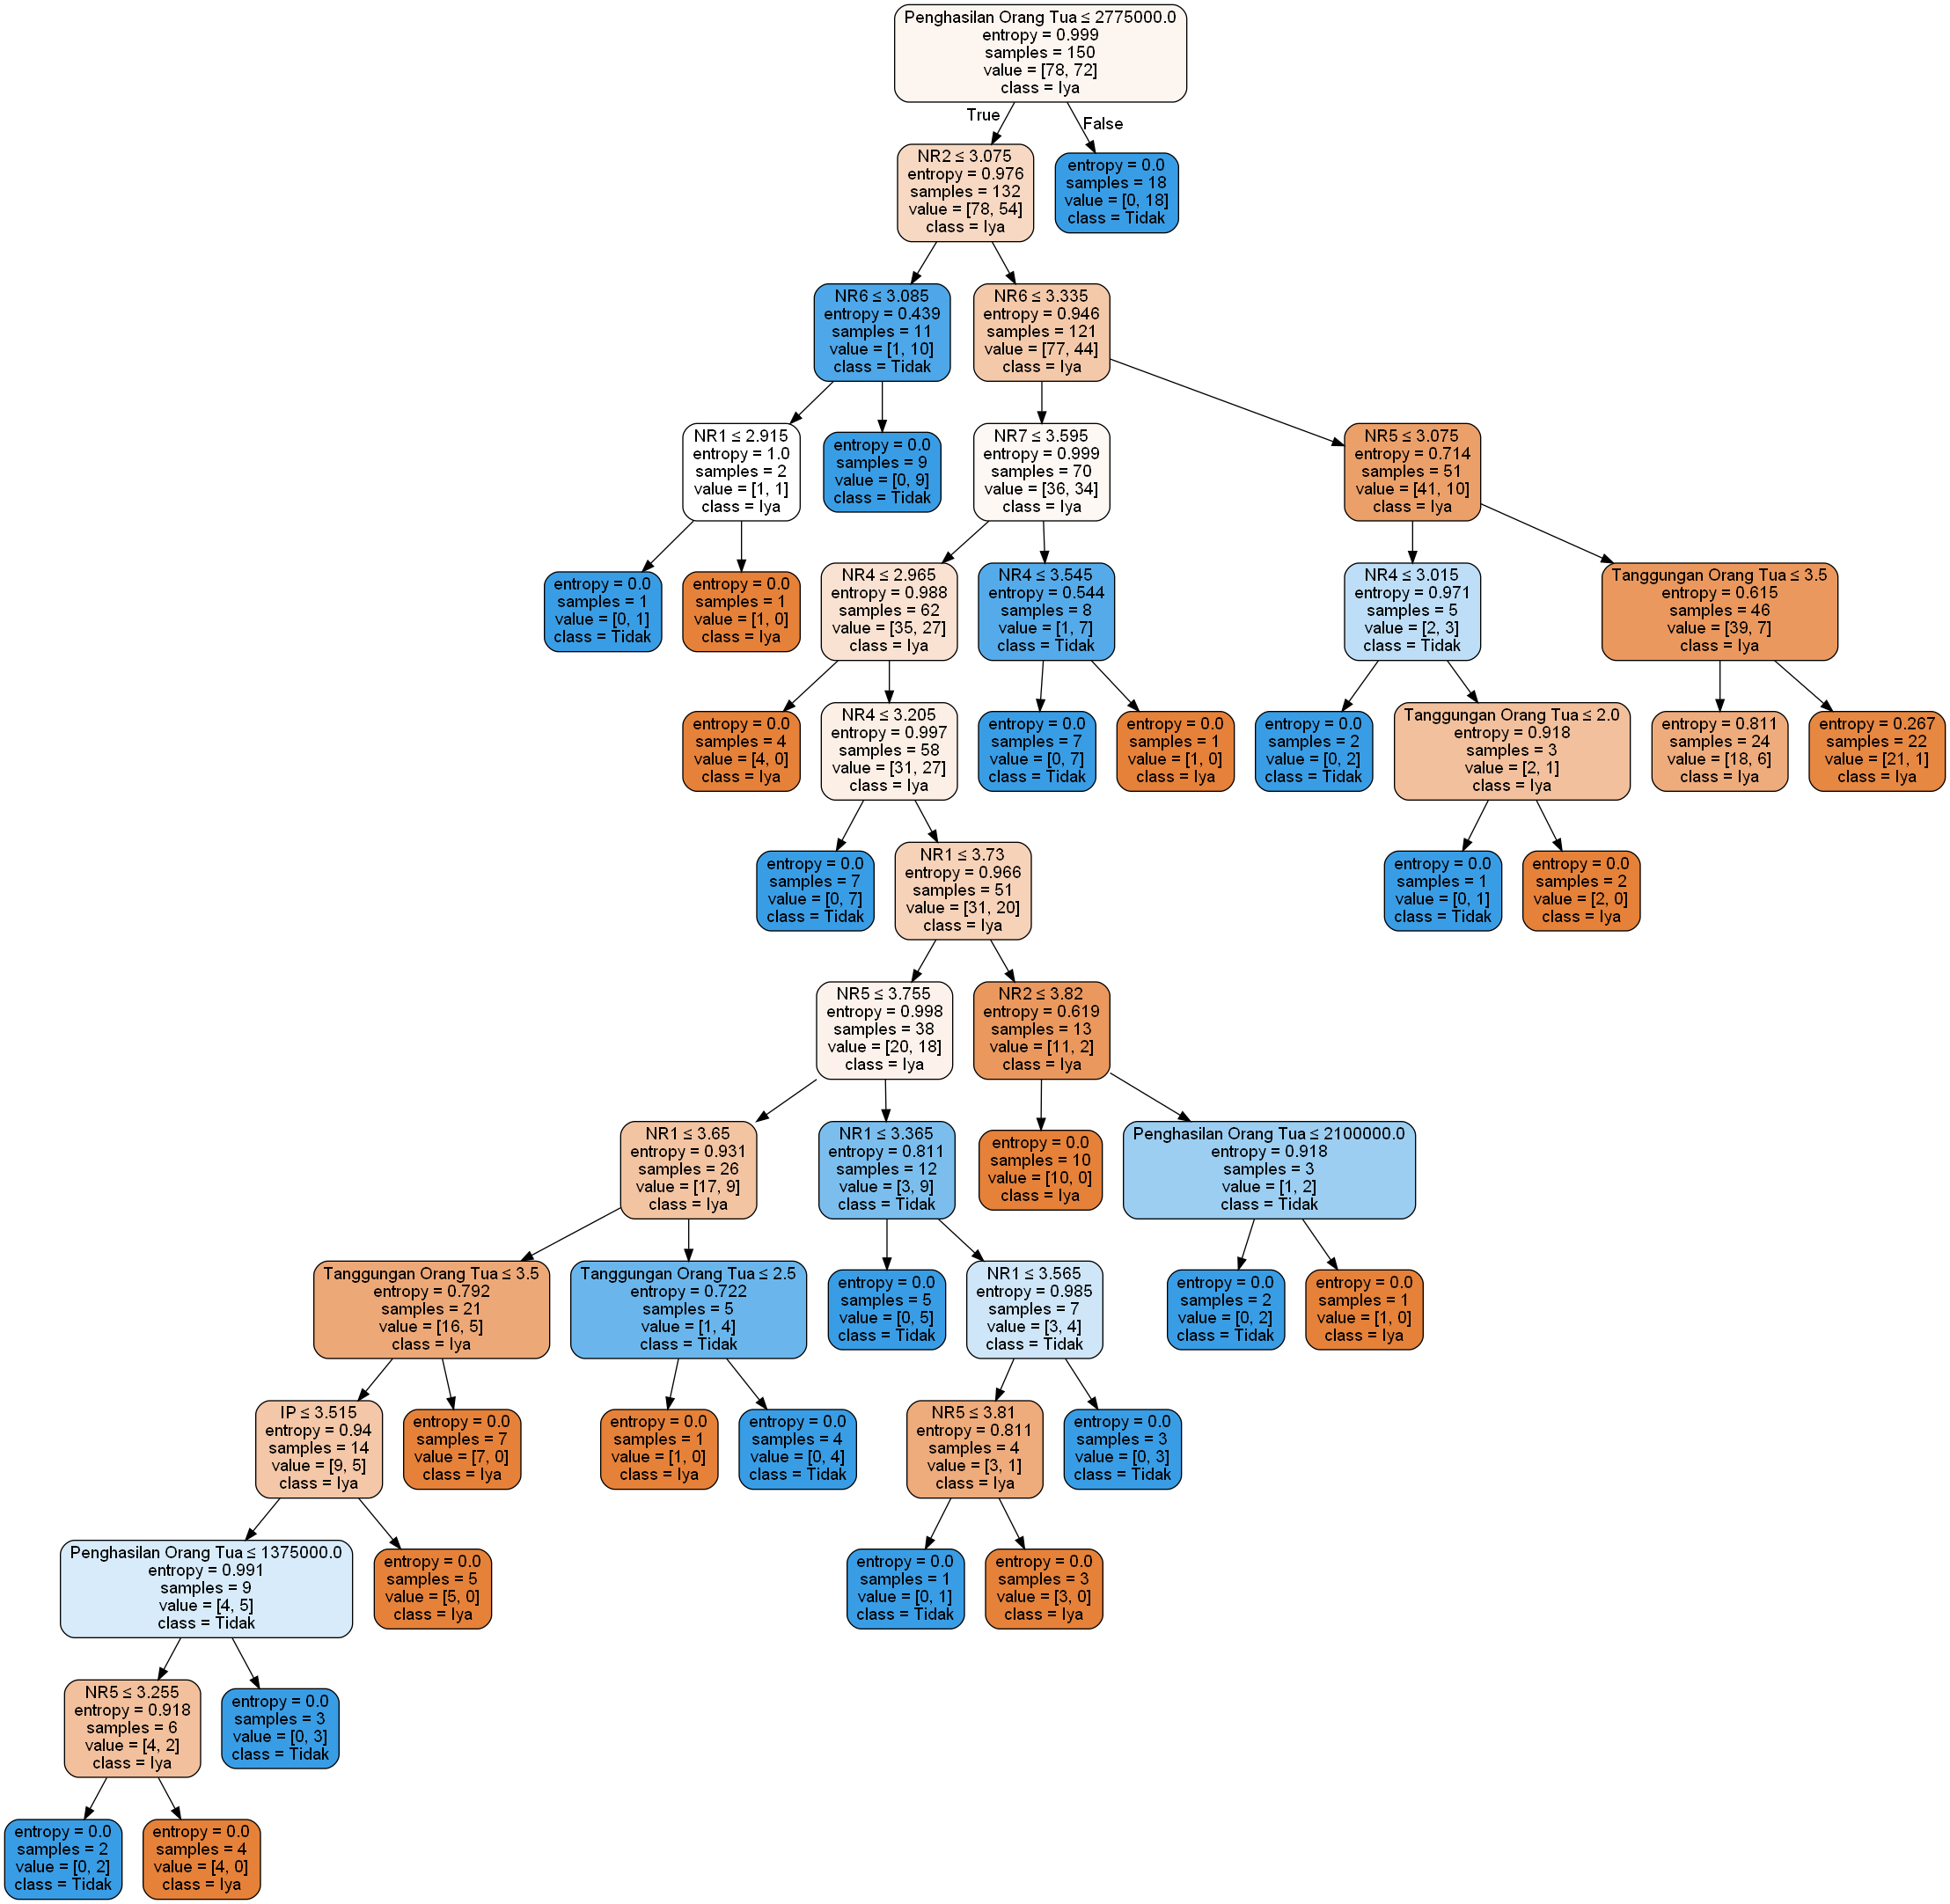 Penghasilan Orang Tua ≤ 2775000.0
entropy = 0.999
samples = 150
value = [78, 72]
class = Iya
True
False
NR2 ≤ 3.075
entropy = 0.976
samples = 132
value = [78, 54]
class = Iya
entropy = 0.0
samples = 18
value = [0, 18]
class = Tidak
NR6 ≤ 3.085
entropy = 0.439
samples = 11
value = [1, 10]
class = Tidak
NR6 ≤ 3.335
entropy = 0.946
samples = 121
value = [77, 44]
class = Iya
NR1 ≤ 2.915
entropy = 1.0
samples = 2
value = [1, 1]
class = Iya
entropy = 0.0
samples = 9
value = [0, 9]
class = Tidak
NR7 ≤ 3.595
entropy = 0.999
samples = 70
value = [36, 34]
class = Iya
NR5 ≤ 3.075
entropy = 0.714
samples = 51
value = [41, 10]
class = Iya
entropy = 0.0
samples = 1
value = [0, 1]
class = Tidak
entropy = 0.0
samples = 1
value = [1, 0]
class = Iya
NR4 ≤ 2.965
entropy = 0.988
samples = 62
value = [35, 27]
class = Iya
NR4 ≤ 3.545
entropy = 0.544
samples = 8
value = [1, 7]
class = Tidak
NR4 ≤ 3.015
entropy = 0.971
samples = 5
value = [2, 3]
class = Tidak
Tanggungan Orang Tua ≤ 3.5
entropy = 0.615
samples = 46
value = [39, 7]
class = Iya
entropy = 0.0
samples = 4
value = [4, 0]
class = Iya
NR4 ≤ 3.205
entropy = 0.997
samples = 58
value = [31, 27]
class = Iya
entropy = 0.0
samples = 7
value = [0, 7]
class = Tidak
entropy = 0.0
samples = 1
value = [1, 0]
class = Iya
entropy = 0.0
samples = 2
value = [0, 2]
class = Tidak
Tanggungan Orang Tua ≤ 2.0
entropy = 0.918
samples = 3
value = [2, 1]
class = Iya
entropy = 0.811
samples = 24
value = [18, 6]
class = Iya
entropy = 0.267
samples = 22
value = [21, 1]
class = Iya
entropy = 0.0
samples = 7
value = [0, 7]
class = Tidak
NR1 ≤ 3.73
entropy = 0.966
samples = 51
value = [31, 20]
class = Iya
entropy = 0.0
samples = 1
value = [0, 1]
class = Tidak
entropy = 0.0
samples = 2
value = [2, 0]
class = Iya
NR5 ≤ 3.755
entropy = 0.998
samples = 38
value = [20, 18]
class = Iya
NR2 ≤ 3.82
entropy = 0.619
samples = 13
value = [11, 2]
class = Iya
NR1 ≤ 3.65
entropy = 0.931
samples = 26
value = [17, 9]
class = Iya
NR1 ≤ 3.365
entropy = 0.811
samples = 12
value = [3, 9]
class = Tidak
entropy = 0.0
samples = 10
value = [10, 0]
class = Iya
Penghasilan Orang Tua ≤ 2100000.0
entropy = 0.918
samples = 3
value = [1, 2]
class = Tidak
Tanggungan Orang Tua ≤ 3.5
entropy = 0.792
samples = 21
value = [16, 5]
class = Iya
Tanggungan Orang Tua ≤ 2.5
entropy = 0.722
samples = 5
value = [1, 4]
class = Tidak
entropy = 0.0
samples = 5
value = [0, 5]
class = Tidak
NR1 ≤ 3.565
entropy = 0.985
samples = 7
value = [3, 4]
class = Tidak
entropy = 0.0
samples = 2
value = [0, 2]
class = Tidak
entropy = 0.0
samples = 1
value = [1, 0]
class = Iya
IP ≤ 3.515
entropy = 0.94
samples = 14
value = [9, 5]
class = Iya
entropy = 0.0
samples = 7
value = [7, 0]
class = Iya
entropy = 0.0
samples = 1
value = [1, 0]
class = Iya
entropy = 0.0
samples = 4
value = [0, 4]
class = Tidak
NR5 ≤ 3.81
entropy = 0.811
samples = 4
value = [3, 1]
class = Iya
entropy = 0.0
samples = 3
value = [0, 3]
class = Tidak
Penghasilan Orang Tua ≤ 1375000.0
entropy = 0.991
samples = 9
value = [4, 5]
class = Tidak
entropy = 0.0
samples = 5
value = [5, 0]
class = Iya
entropy = 0.0
samples = 1
value = [0, 1]
class = Tidak
entropy = 0.0
samples = 3
value = [3, 0]
class = Iya
NR5 ≤ 3.255
entropy = 0.918
samples = 6
value = [4, 2]
class = Iya
entropy = 0.0
samples = 3
value = [0, 3]
class = Tidak
entropy = 0.0
samples = 2
value = [0, 2]
class = Tidak
entropy = 0.0
samples = 4
value = [4, 0]
class = Iya